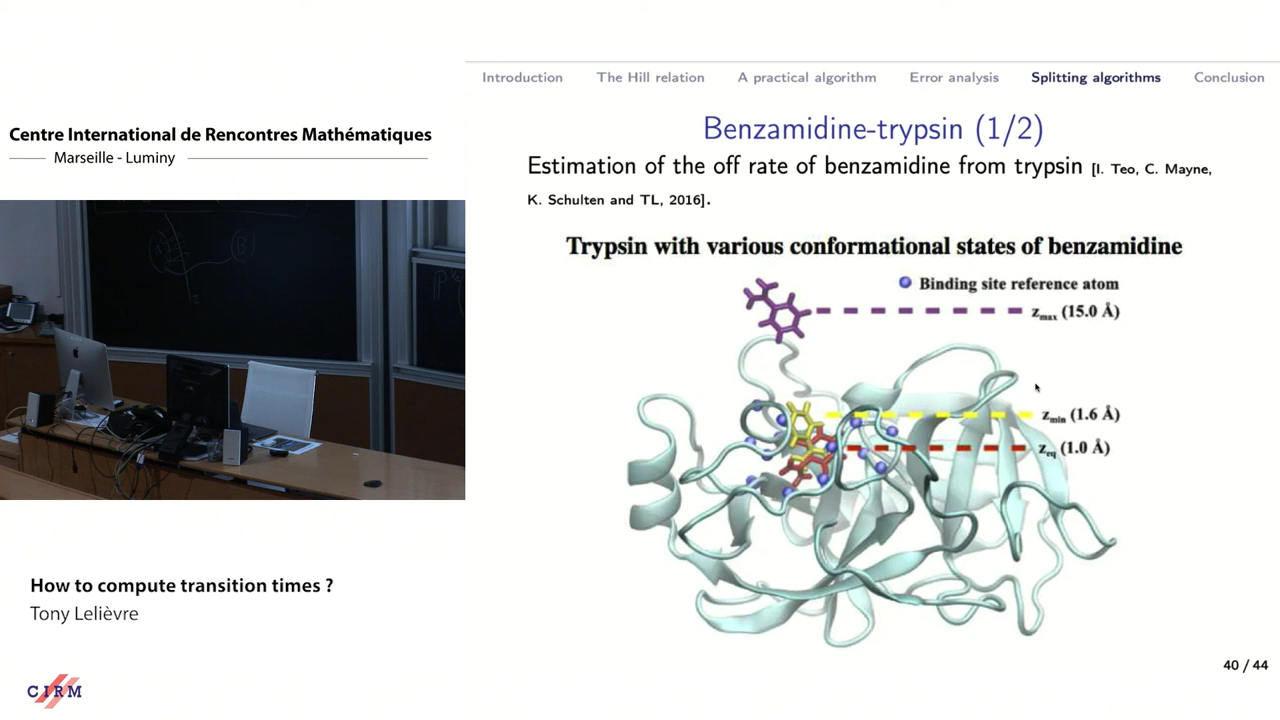 Centre International de Rencontres Mathématiques
Marseille - Luminy
How to compute transition times ?
Tony Lelièvre
CIRM
Introduction The Hill relation A practical algorithm Error analysis Splitting algorithms Conclusion
Benzamidine-trypsin (1/2)
Estimation of the off rate of benzamidine from trypsin [I. Teo, C. Mayne,
K. Schulten and TL, 2016].
Trypsin with various conformational states of benzamidine
Binding site reference atom
zmax (15.0 Å)
zmin (1.6 Å)
zeq (1.0 Å)
40 / 44